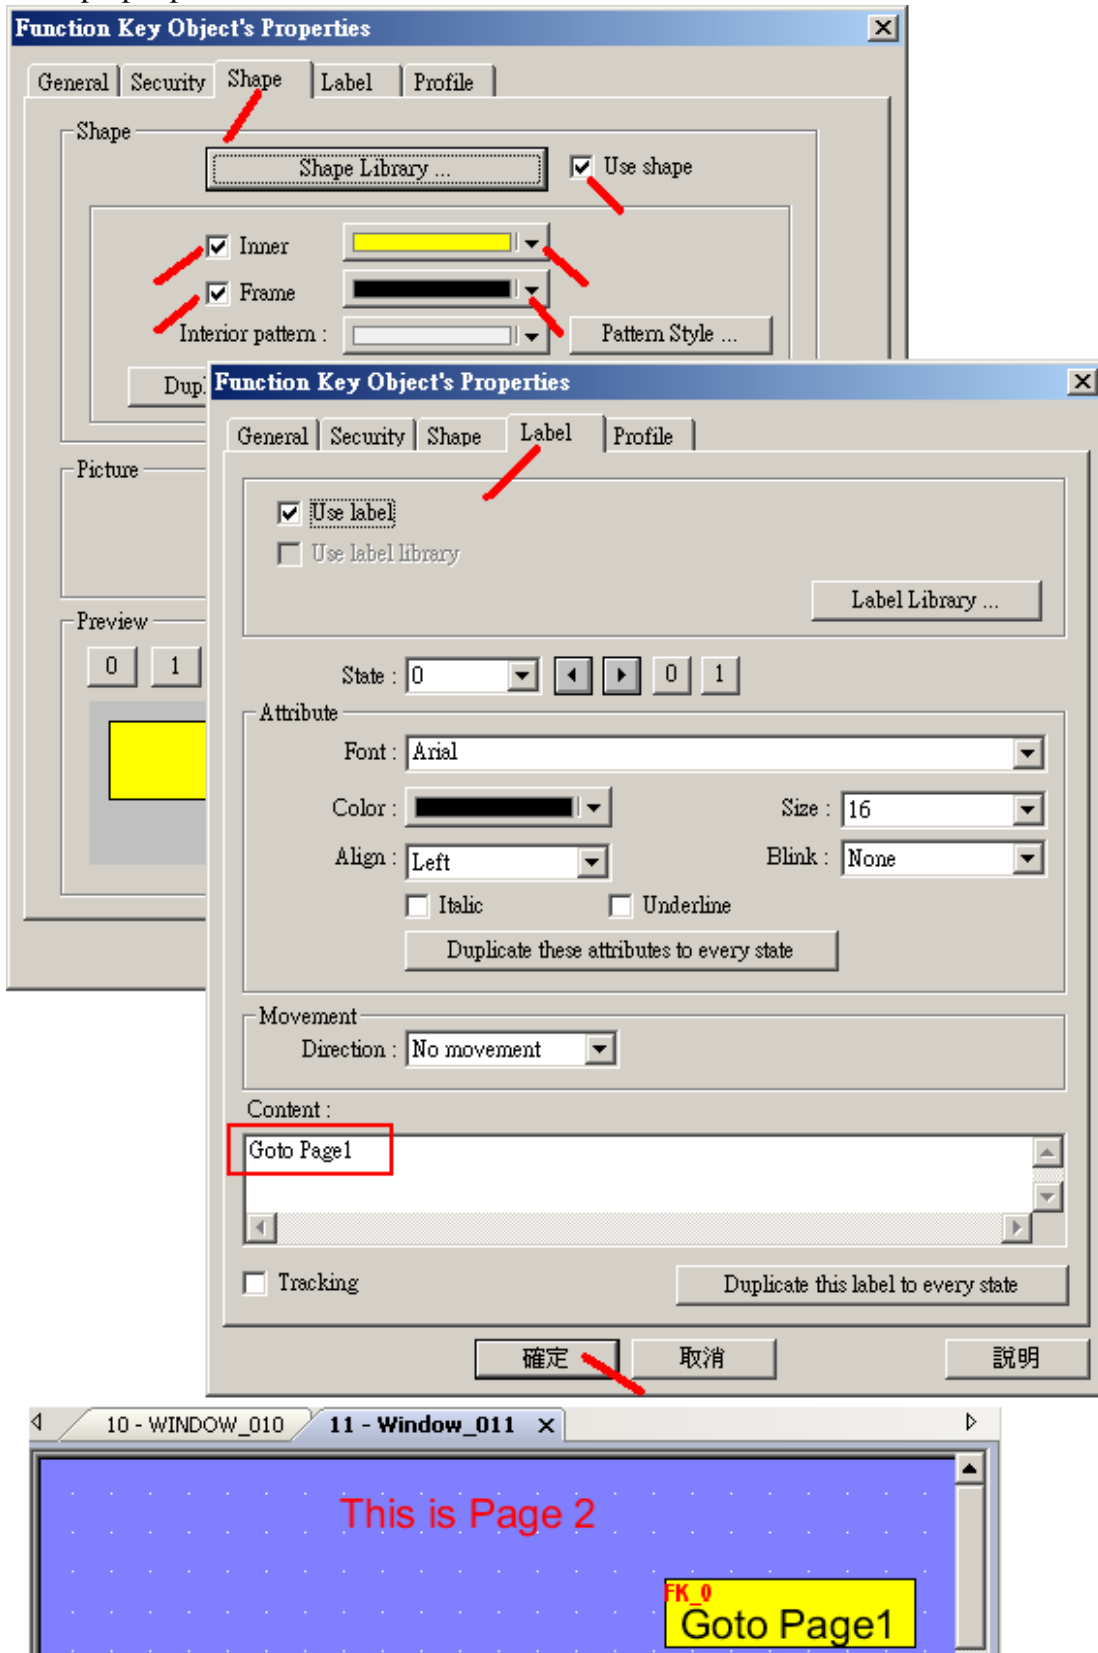 Function Key Object's Properties
General Security Shape Label Profile
Shape
Shape Library ... Use shape
Inner
Frame
Interior pattern : Pattern Style ...
Dupl
Picture
Preview
0 1
Function Key Object's Properties
General Security Shape Label Profile
Use label
Use label library
Label Library ...
State : 0 0 1
Attribute
Font : Arial
Color : Size : 16
Align : Left Blink : None
Italic Underline
Duplicate these attributes to every state
Movement
Direction : No movement
Content :
Goto Page1
Tracking Duplicate this label to every state
確定 取消 説明
10 - WINDOW_010 11 - Window_011
This is Page 2
FK_0
Goto Page1